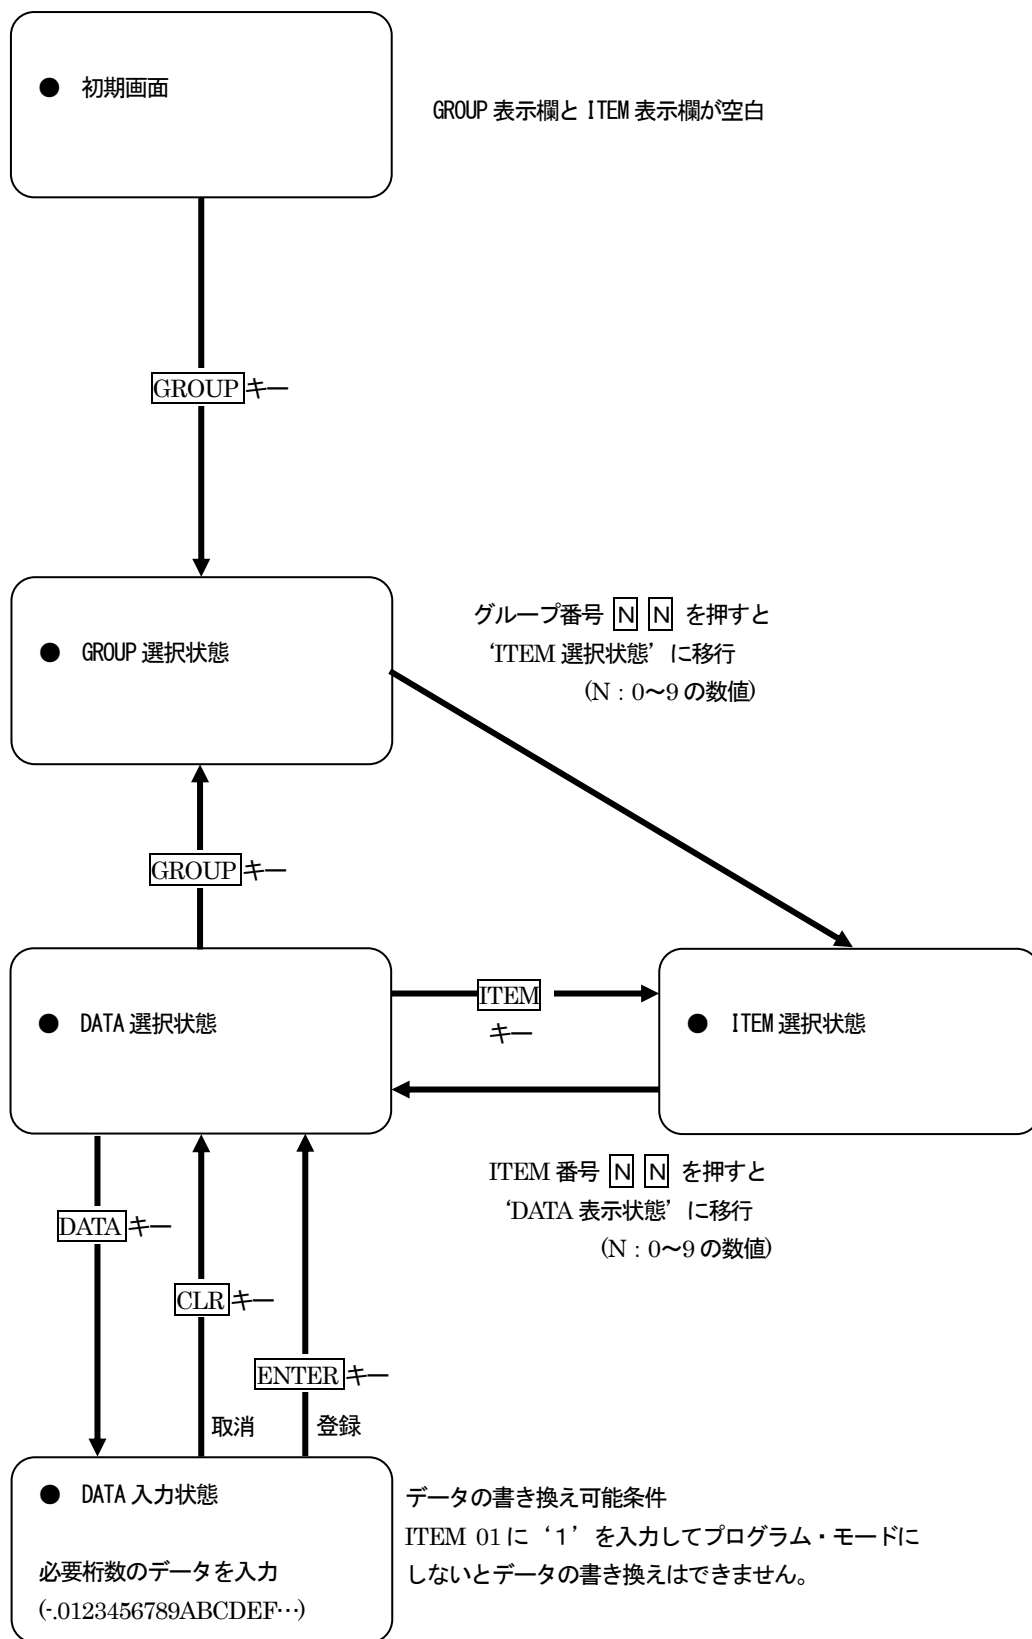 ● 初期画面
GROUP 表示欄と ITEM 表示欄が空白
GROUP キー
● GROUP 選択状態
グループ番号 N N を押すと
‘ITEM 選択状態’に移行
(N：0～9 の数値)
GROUP キー
● DATA 選択状態
ITEM
キー
● ITEM 選択状態
ITEM 番号 N N を押すと
‘DATA 表示状態’に移行
(N：0～9 の数値)
DATA キー
CLR キー
ENTER キー
取消
登録
● DATA 入力状態
必要桁数のデータを入力
(-.0123456789ABCDEF…)
データの書き換え可能条件
ITEM 01 に‘1’を入力してプログラム・モードに
しないとデータの書き換えはできません。